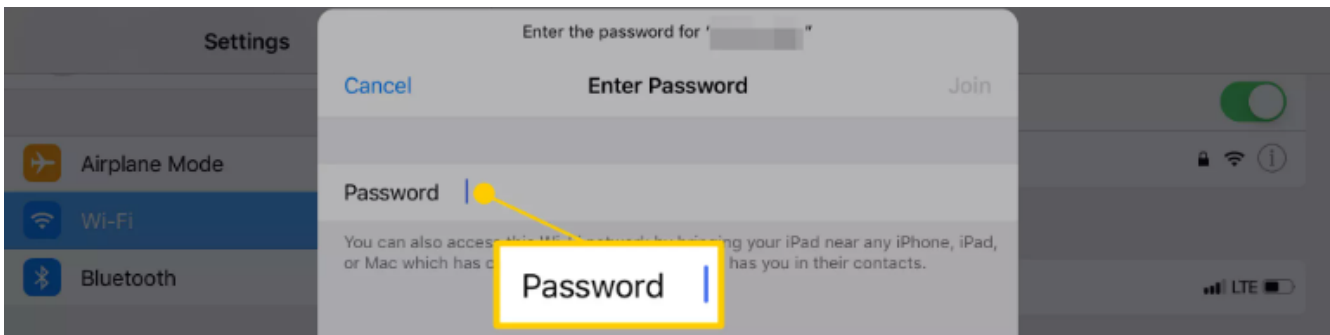 Enter the password for ‘ ”
Settings
Cancel
Enter Password
Join
Airplane Mode
Password
Wi-Fi
You can also access this Wi-Fi network by bringing your iPad near any iPhone, iPad,
or Mac which has has you in their contacts.
Bluetooth
Password
LTE